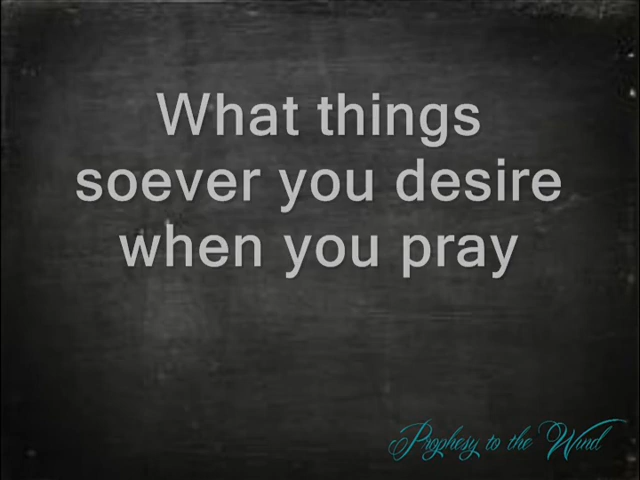 What things
soever you desire
when you pray
Prophesy to the Wind